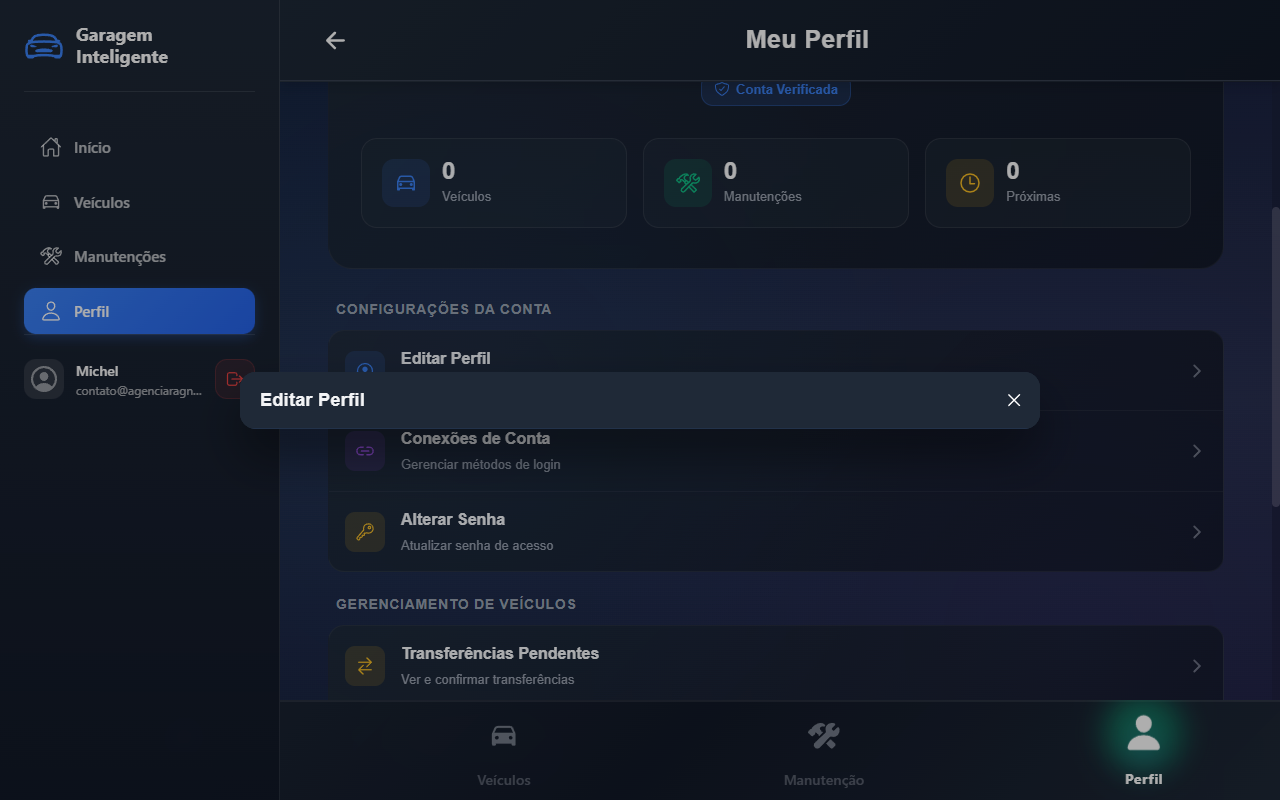 Garagem
Inteligente
Meu Perfil
Conta Verificada
Início
Veículos
Manutenções
Perfil
Michel
contato@agenciaragn...
0
Veículos
0
Manutenções
0
Próximas
CONFIGURAÇÕES DA CONTA
Editar Perfil
Editar Perfil
Conexões de Conta
Gerenciar métodos de login
Alterar Senha
Atualizar senha de acesso
GERENCIAMENTO DE VEÍCULOS
Transferências Pendentes
Ver e confirmar transferências
Veículos
Manutenção
Perfil